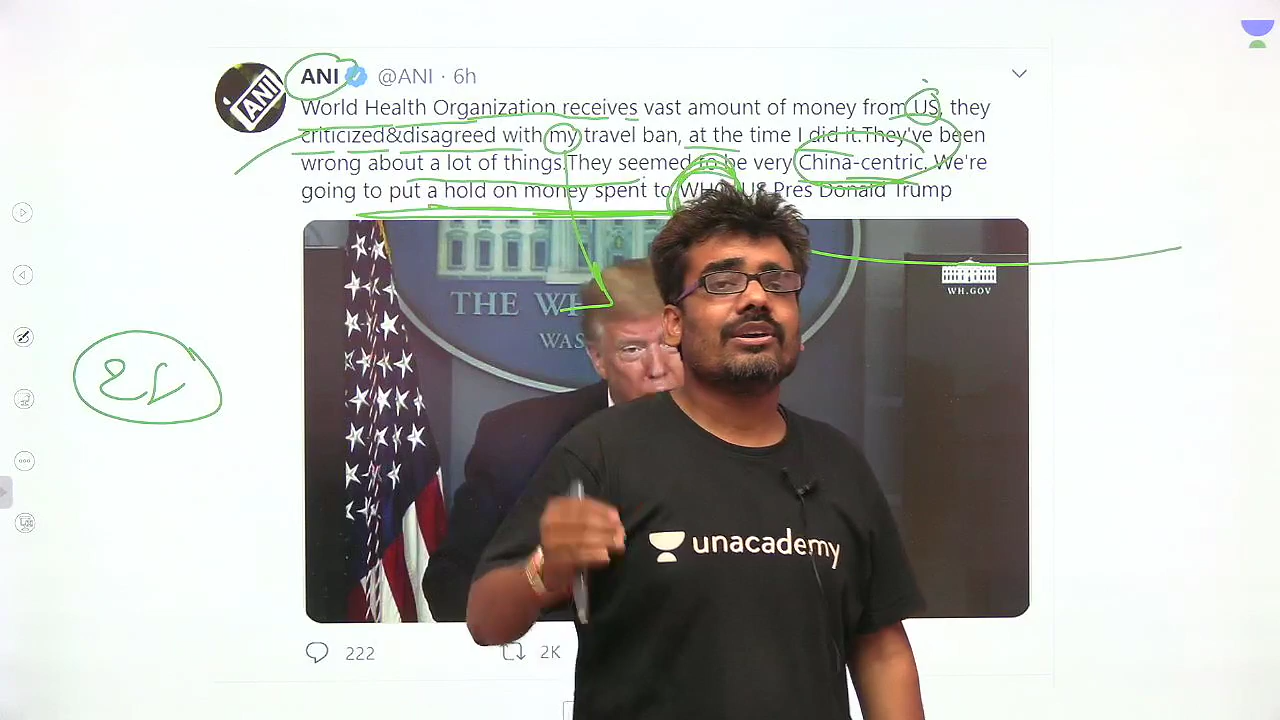 ANI @ANI · 6h
World Health Organization receives vast amount of money from US, they
criticized&disagreed with my travel ban, at the time I did it.They've been
wrong about a lot of things.They seemed to be very China-centric. We're
going to put a hold on money spent to WHO: US Pres Donald Trump
ANI
THE WH
WAS
WH.GOV
unacademy
222
2K